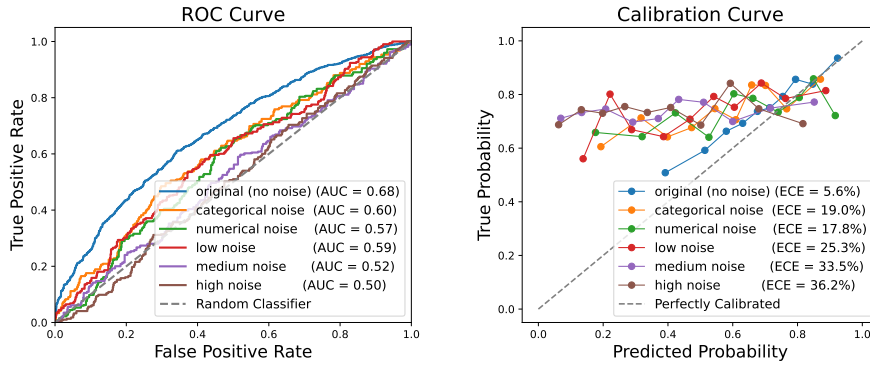 ROC Curve
True Positive Rate
1.0
0.8
0.6
0.4
0.2
0.0
original (no noise) (AUC = 0.68)
categorical noise (AUC = 0.60)
numerical noise (AUC = 0.57)
low noise (AUC = 0.59)
medium noise (AUC = 0.52)
high noise (AUC = 0.50)
Random Classifier
0.0 0.2 0.4 0.6 0.8 1.0
False Positive Rate
Calibration Curve
True Probability
1.0
0.8
0.6
0.4
0.2
0.0
original (no noise) (ECE = 5.6%)
categorical noise (ECE = 19.0%)
numerical noise (ECE = 17.8%)
low noise (ECE = 25.3%)
medium noise (ECE = 33.5%)
high noise (ECE = 36.2%)
Perfectly Calibrated
0.0 0.2 0.4 0.6 0.8 1.0
Predicted Probability